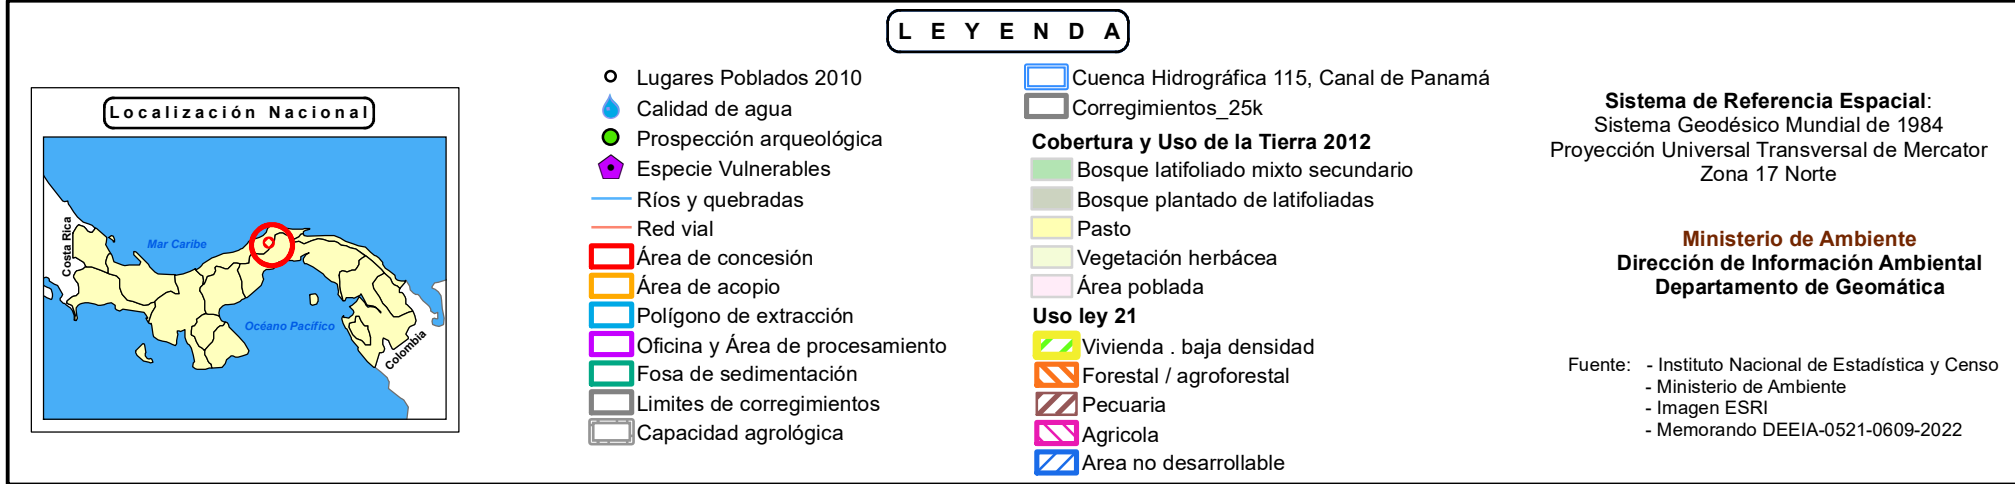 L E Y E N D A
Localización Nacional
Costa Rica
Mar Caribe
Océano Pacífico
Colombia
Lugares Poblados 2010
Calidad de agua
Prospección arqueológica
Especie Vulnerables
Ríos y quebradas
Red vial
Área de concesión
Área de acopio
Polígono de extracción
Oficina y Área de procesamiento
Fosa de sedimentación
Limites de corregimientos
Capacidad agrológica
Cuenca Hidrográfica 115, Canal de Panamá
Corregimientos_25k
Cobertura y Uso de la Tierra 2012
Bosque latifoliado mixto secundario
Bosque plantado de latifoliadas
Pasto
Vegetación herbácea
Área poblada
Uso ley 21
Vivienda . baja densidad
Forestal / agroforestal
Pecuaria
Agricola
Area no desarrollable
Sistema de Referencia Espacial:
Sistema Geodésico Mundial de 1984
Proyección Universal Transversal de Mercator
Zona 17 Norte
Ministerio de Ambiente
Dirección de Información Ambiental
Departamento de Geomática
Fuente: - Instituto Nacional de Estadística y Censo
- Ministerio de Ambiente
- Imagen ESRI
- Memorando DEEIA-0521-0609-2022